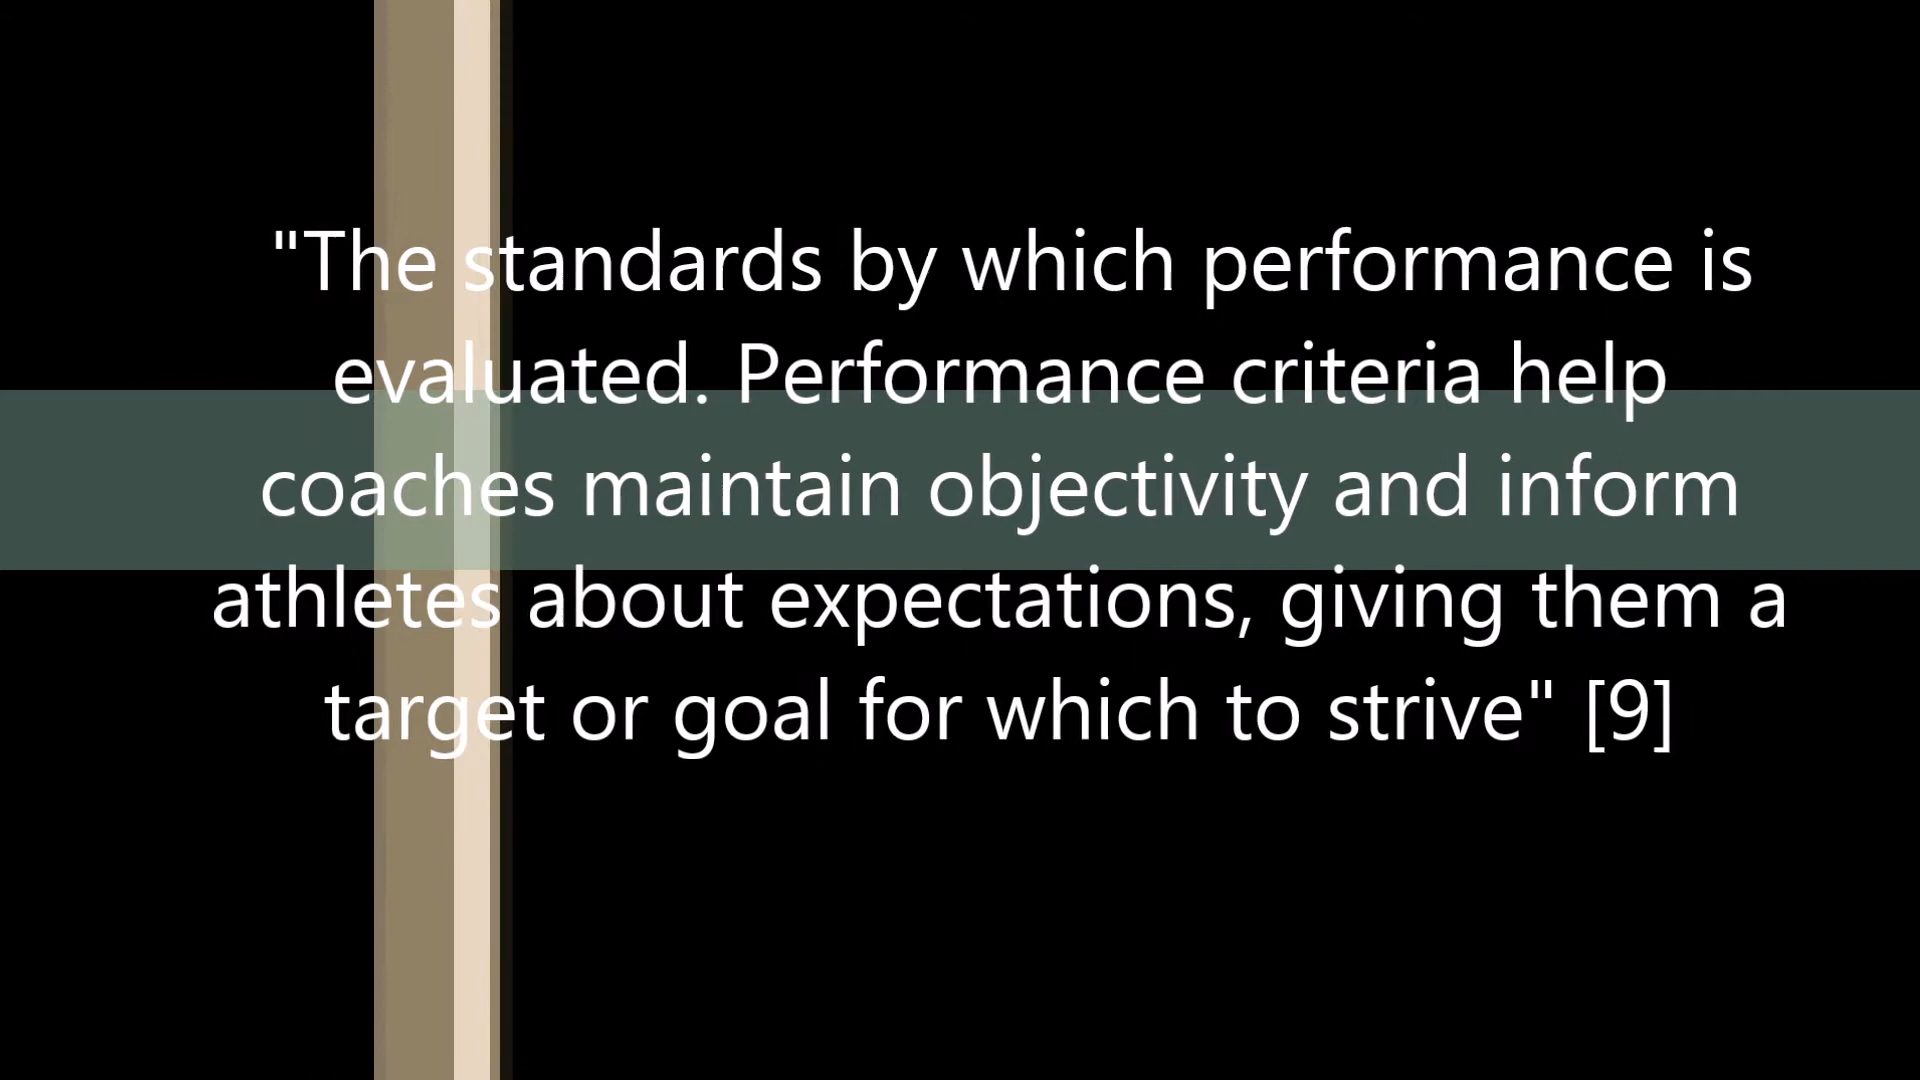 "The standards by which performance is
evaluated. Performance criteria help
coaches maintain objectivity and inform
athletes about expectations, giving them a
target or goal for which to strive" [9]